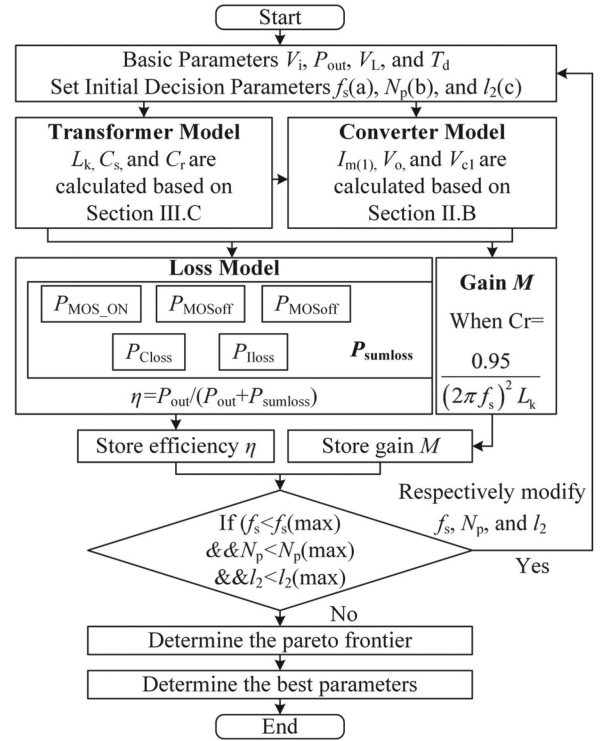 Start
Basic Parameters Vi, Pout, VL, and Td
Set Initial Decision Parameters fs(a), Np(b), and l2(c)
Transformer Model
Lk, Cs, and Cr are
calculated based on
Section III.C
Converter Model
Im(1), Vo, and Vc1 are
calculated based on
Section II.B
Loss Model
PMOS_ON
PMOSoff
PMOSoff
PCloss
PIloss
Psumloss
η=Pout/(Pout+Psumloss)
Gain M
When Cr=
0.95
(2πfs)² Lk
Store efficiency η
Store gain M
If (fs<fs(max)
&&Np<Np(max)
&&l2<l2(max)
Respectively modify
fs, Np, and l2
Yes
No
Determine the pareto frontier
Determine the best parameters
End